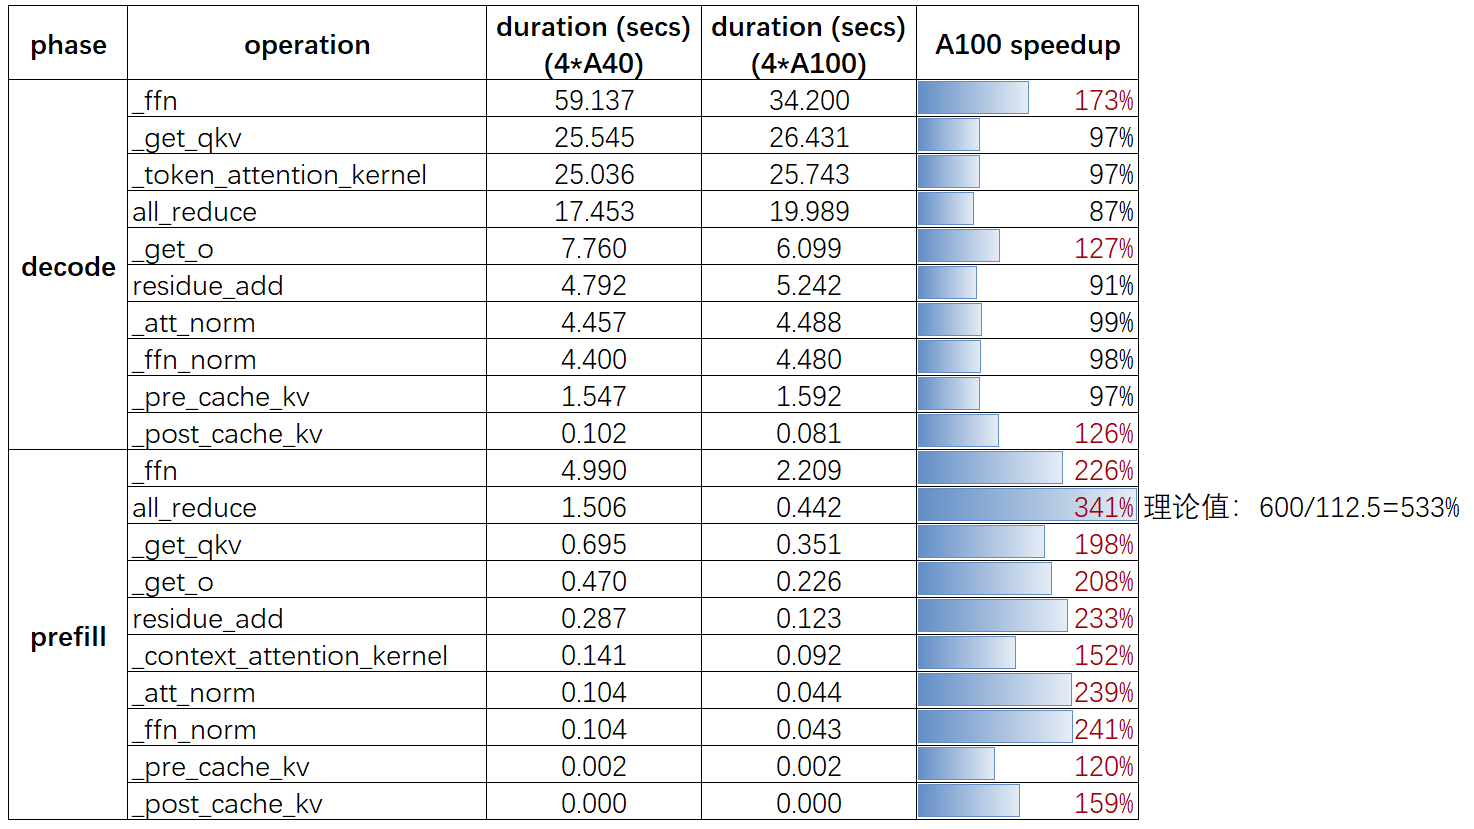 phase operation duration (secs) (4*A40) duration (secs) (4*A100) A100 speedup
decode
_ffn 59.137 34.200 173%
_get_qkv 25.545 26.431 97%
_token_attention_kernel 25.036 25.743 97%
all_reduce 17.453 19.989 87%
_get_o 7.760 6.099 127%
residue_add 4.792 5.242 91%
_att_norm 4.457 4.488 99%
_ffn_norm 4.400 4.480 98%
_pre_cache_kv 1.547 1.592 97%
_post_cache_kv 0.102 0.081 126%
prefill
_ffn 4.990 2.209 226%
all_reduce 1.506 0.442 341% 理论值：600/112.5=533%
_get_qkv 0.695 0.351 198%
_get_o 0.470 0.226 208%
residue_add 0.287 0.123 233%
_context_attention_kernel 0.141 0.092 152%
_att_norm 0.104 0.044 239%
_ffn_norm 0.104 0.043 241%
_pre_cache_kv 0.002 0.002 120%
_post_cache_kv 0.000 0.000 159%